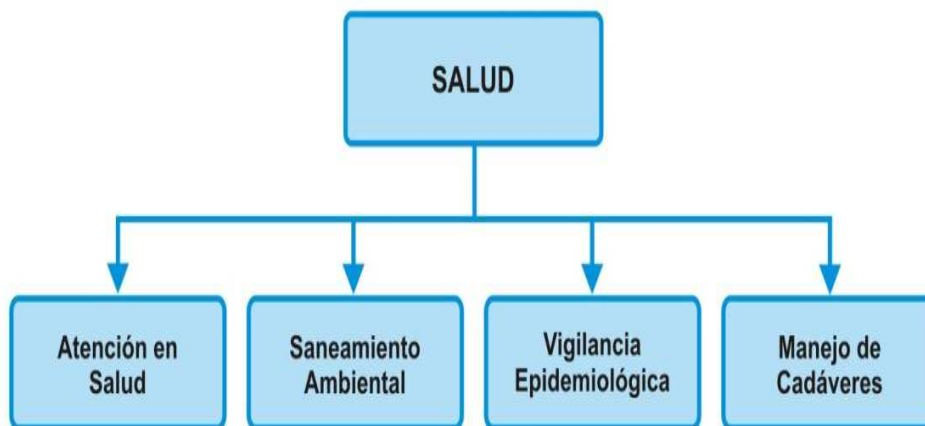 SALUD
Atención en
Salud
Saneamiento
Ambiental
Vigilancia
Epidemiológica
Manejo de
Cadáveres